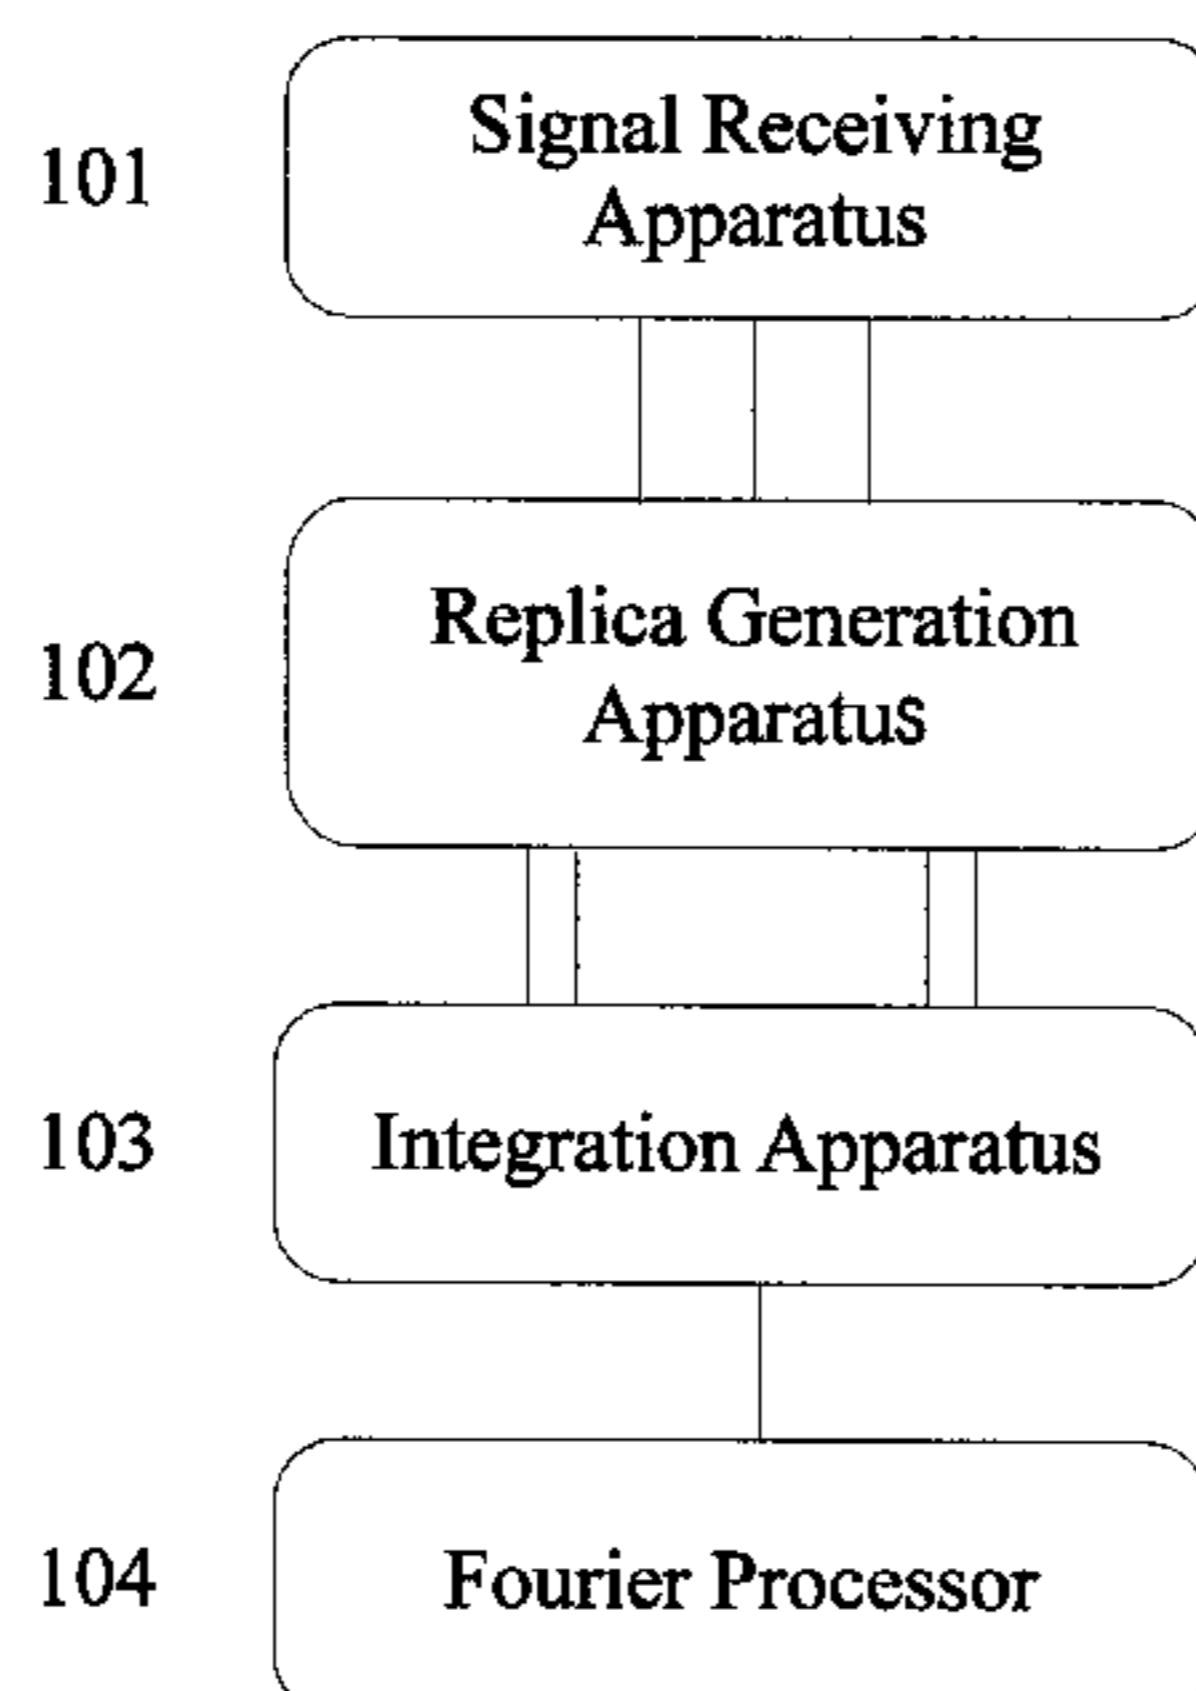 101
Signal Receiving
Apparatus
102
Replica Generation
Apparatus
103
Integration Apparatus
104
Fourier Processor